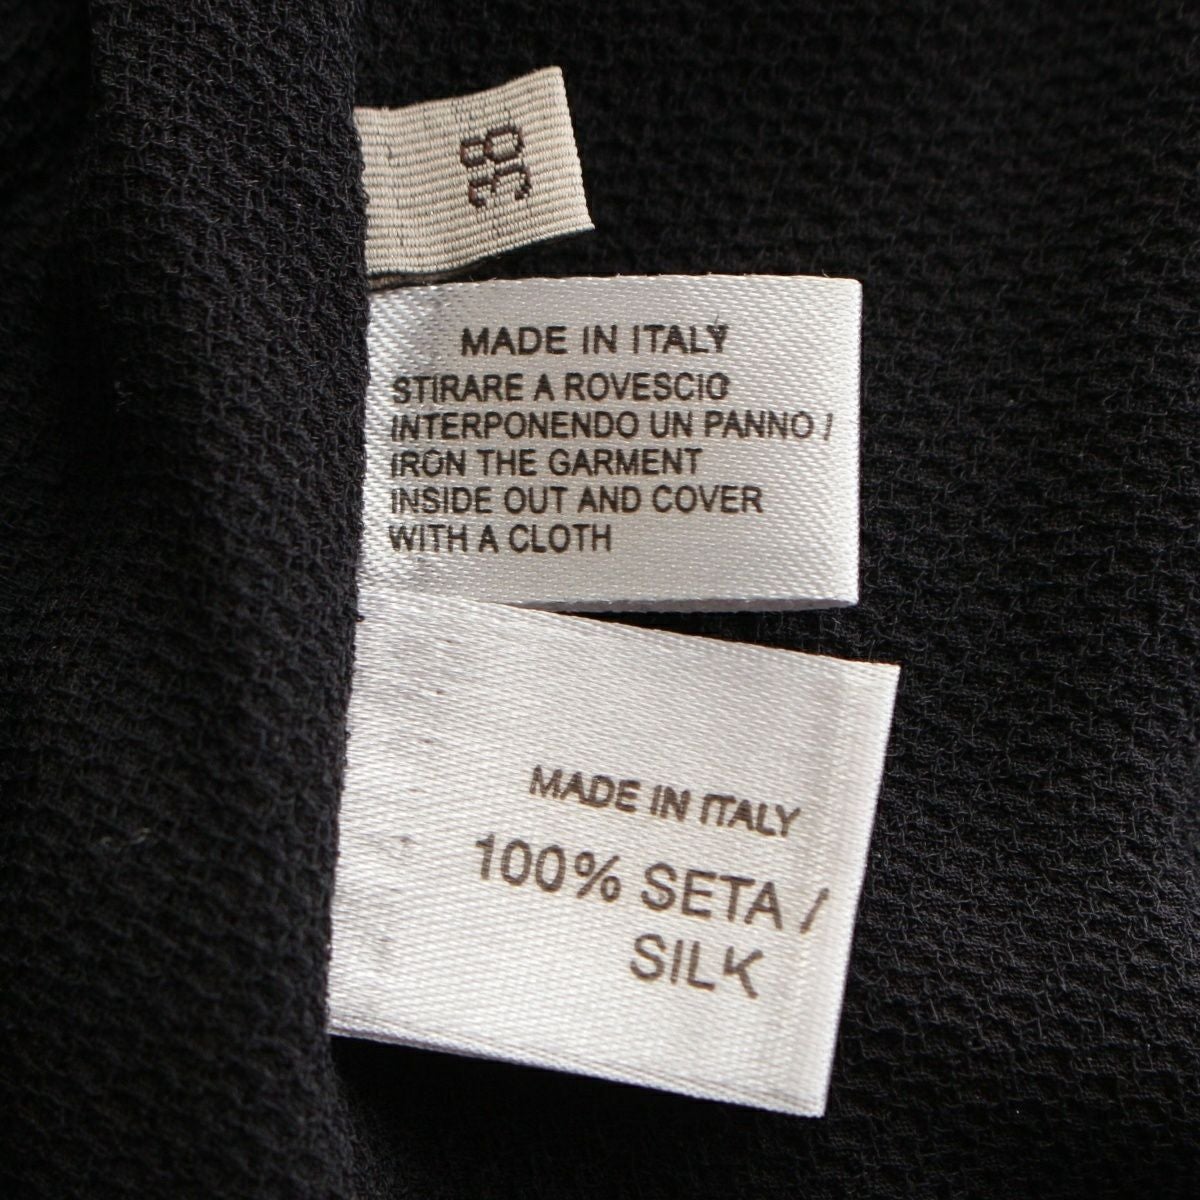 38
MADE IN ITALY
STIRARE A ROVESCIO
INTERPONENDO UN PANNO /
IRON THE GARMENT
INSIDE OUT AND COVER
WITH A CLOTH
MADE IN ITALY
100% SETA /
SILK